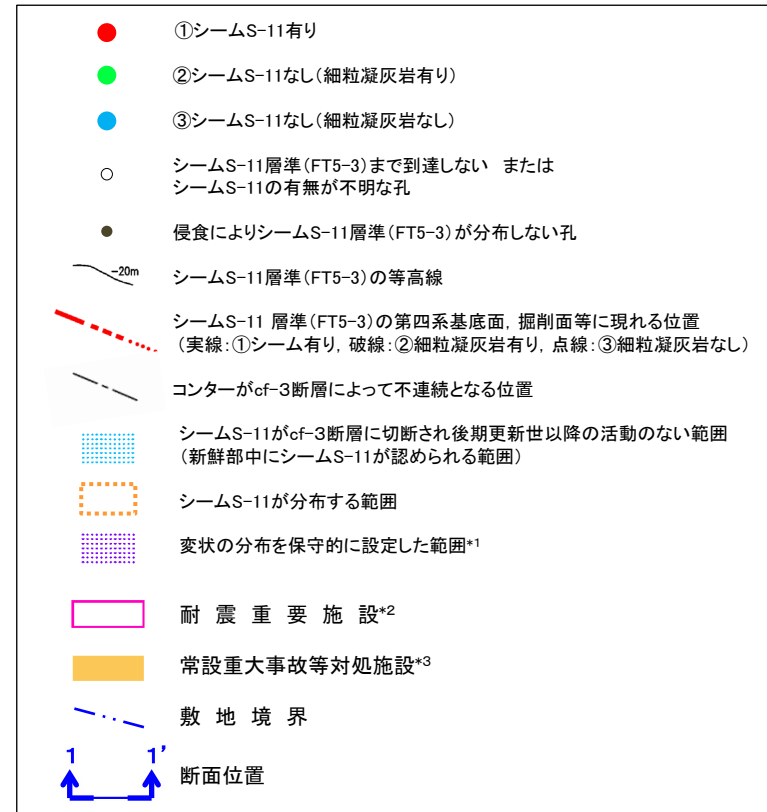 ①シームS-11有り
②シームS-11なし（細粒凝灰岩有り）
③シームS-11なし（細粒凝灰岩なし）
シームS-11層準（FT5-3）まで到達しない または
シームS-11の有無が不明な孔
侵食によりシームS-11層準（FT5-3）が分布しない孔
-20m
シームS-11層準（FT5-3）の等高線
シームS-11 層準（FT5-3）の第四系基底面，掘削面等に現れる位置
（実線：①シーム有り，破線：②細粒凝灰岩有り，点線：③細粒凝灰岩なし）
コンターがcf-3断層によって不連続となる位置
シームS-11がcf-3断層に切断され後期更新世以降の活動のない範囲
（新鮮部中にシームS-11が認められる範囲）
シームS-11が分布する範囲
変状の分布を保守的に設定した範囲*1
耐 震 重 要 施 設*2
常設重大事故等対処施設*3
敷 地 境 界
1 1’
断面位置